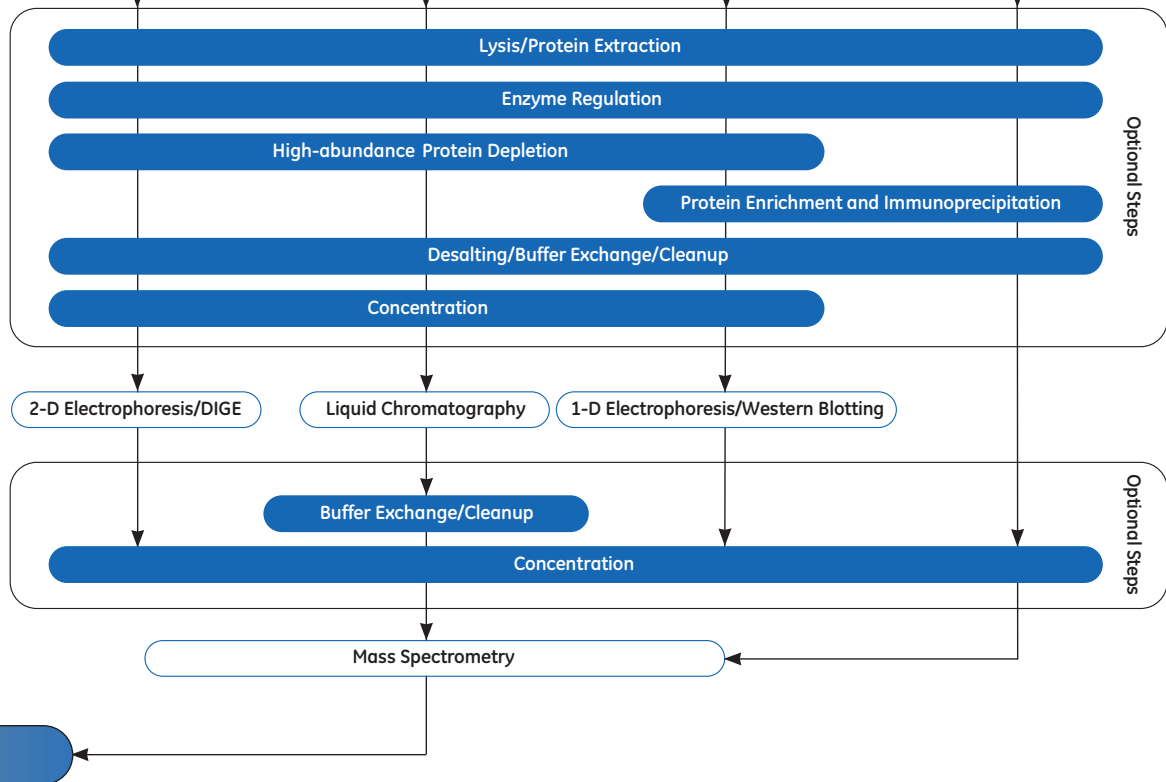 Lysis/Protein Extraction
Enzyme Regulation
High-abundance Protein Depletion
Protein Enrichment and Immunoprecipitation
Desalting/Buffer Exchange/Cleanup
Concentration
Optional Steps
2-D Electrophoresis/DIGE
Liquid Chromatography
1-D Electrophoresis/Western Blotting
Buffer Exchange/Cleanup
Concentration
Optional Steps
Mass Spectrometry